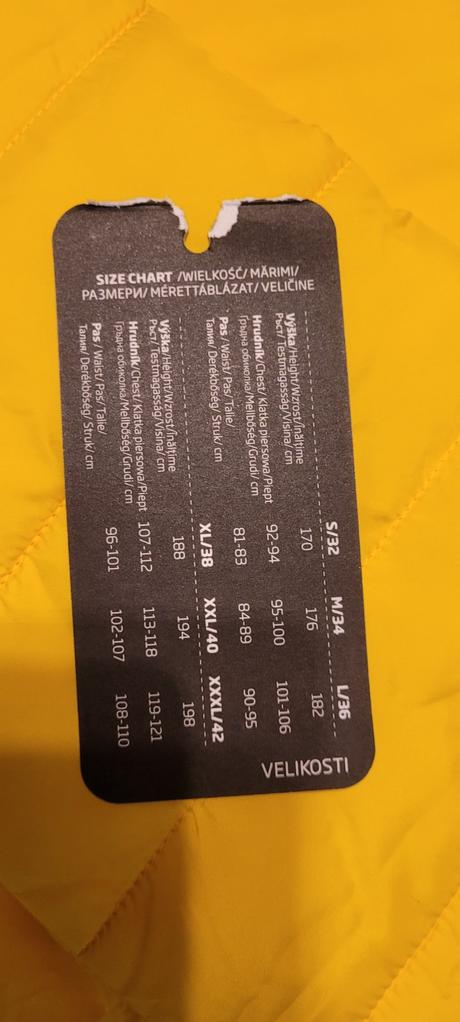 SIZE CHART /WIELKOŚĆ/ MĂRIMI/
РАЗМЕРИ/ MÉRETTÁBLÁZAT/ VELIČINE
VELIKOSTI
S/32 M/34 L/36
Výška/Height/Wzrost/Înălțime
Ръст/ Testmagasság/Visina/ cm
170 176 182
Hrudník/Chest/ Klatka piersowa/Piept
Гръдна обиколка/Mellbőség/Grudi/ cm
92-94 95-100 101-106
Pas / Waist/ Pas/ Talie/
Талия/ Derékbőség/ Struk/ cm
81-83 84-89 90-95
XL/38 XXL/40 XXXL/42
Výška/Height/Wzrost/Înălțime
Ръст/ Testmagasság/Visina/ cm
188 194 198
Hrudník/Chest/ Klatka piersowa/Piept
Гръдна обиколка/Mellbőség/Grudi/ cm
107-112 113-118 119-121
Pas / Waist/ Pas/ Talie/
Талия/ Derékbőség/ Struk/ cm
96-101 102-107 108-110